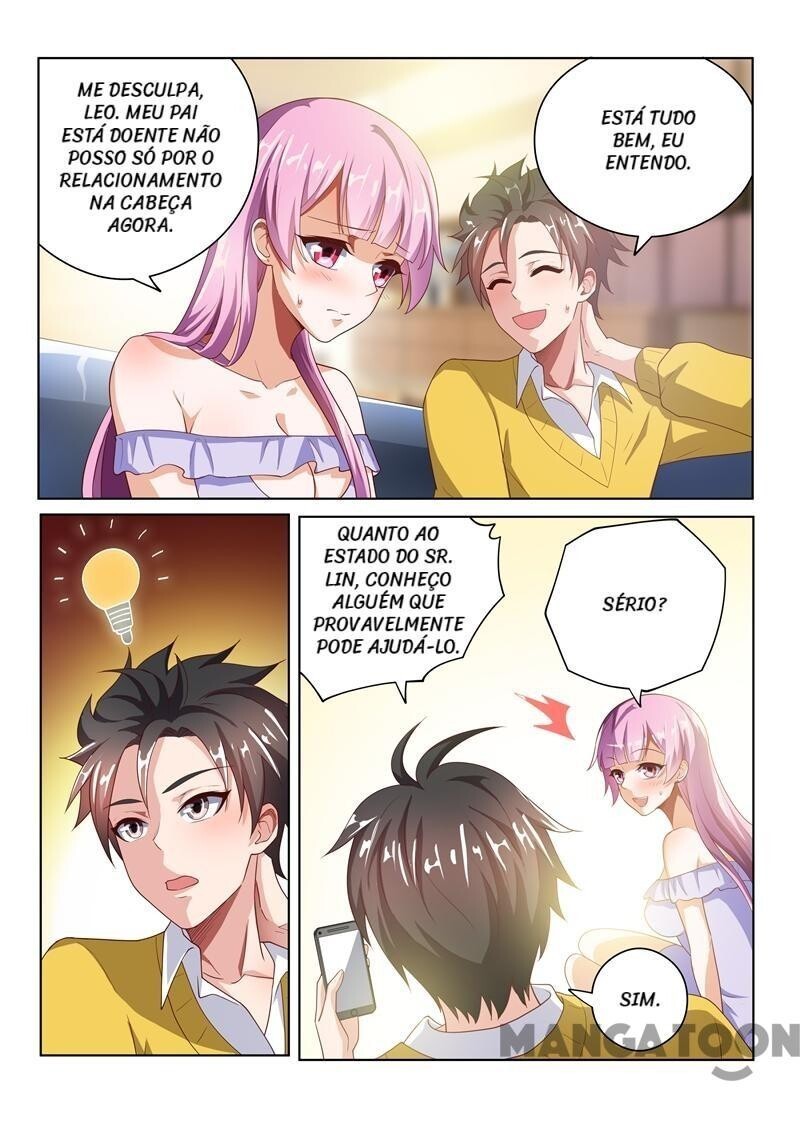 ME DESCULPA,
LEO. MEU PAI
ESTÁ DOENTE NÃO
POSSO SÓ POR O
RELACIONAMENTO
NA CABEÇA
AGORA.
ESTÁ TUDO
BEM, EU
ENTENDO.
QUANTO AO
ESTADO DO SR.
LIN, CONHEÇO
ALGUÉM QUE
PROVAVELMENTE
PODE AJUDÁ-LO.
SÉRIO?
SIM.
MANGATOON